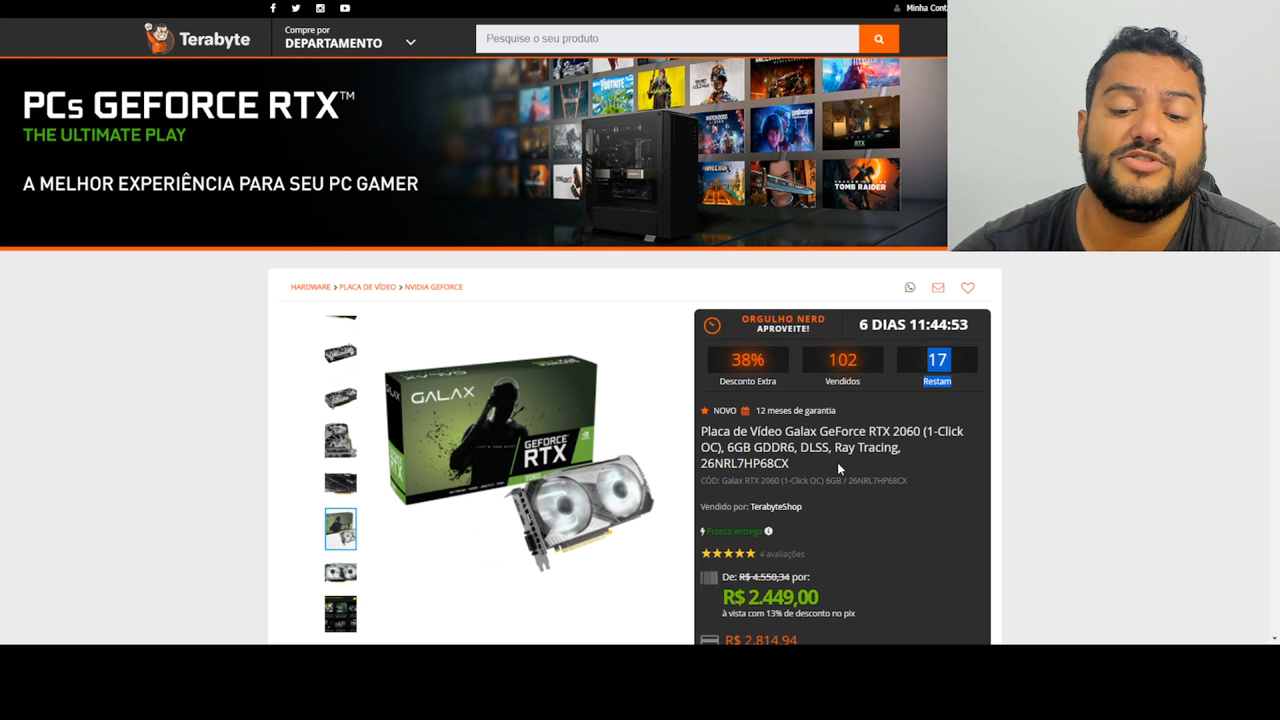 Minha Cont
Terabyte
Compre por
DEPARTAMENTO
Pesquise o seu produto
PCs GEFORCE RTX™
THE ULTIMATE PLAY
A MELHOR EXPERIÊNCIA PARA SEU PC GAMER
FORTNITE
MINECRAFT
RTX
TOMB RAIDER
HARDWARE > PLACA DE VÍDEO > NVIDIA GEFORCE
GALAX
GEFORCE
RTX
ORGULHO NERD
APROVEITE!
6 DIAS 11:44:53
38%
102
17
Desconto Extra
Vendidos
Restam
NOVO 12 meses de garantia
Placa de Vídeo Galax GeForce RTX 2060 (1-Click
OC), 6GB GDDR6, DLSS, Ray Tracing,
26NRL7HP68CX
CÓD: Galax RTX 2060 (1-Click OC) 6GB / 26NRL7HP68CX
Vendido por: TerabyteShop
Pronta entrega
4 avaliações
De: R$ 4.550,34 por:
R$ 2.449,00
à vista com 13% de desconto no pix
R$ 2.814,94